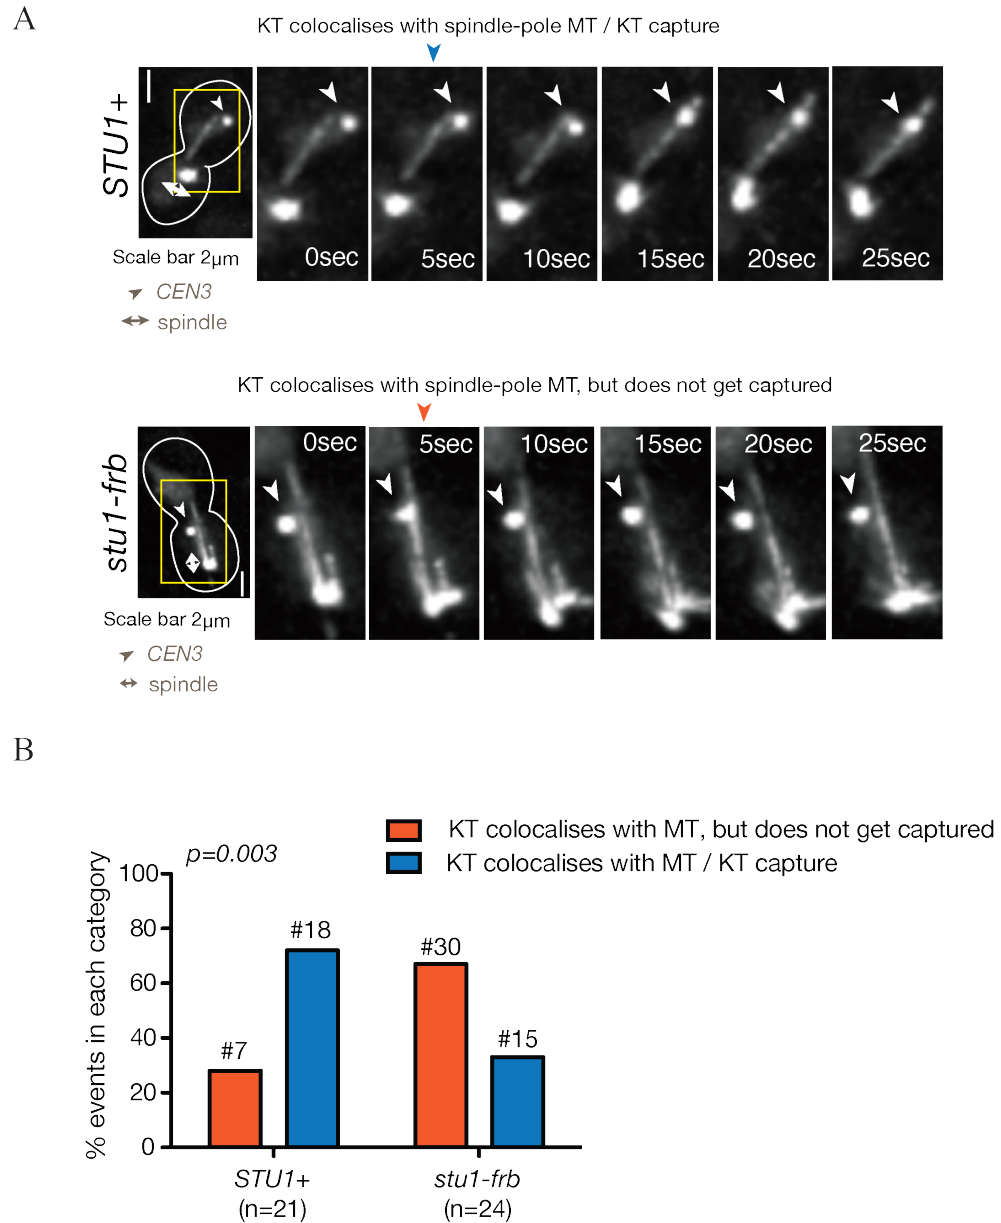 A
KT colocalises with spindle-pole MT / KT capture
STU1+
0sec 5sec 10sec 15sec 20sec 25sec
Scale bar 2μm
CEN3
spindle
KT colocalises with spindle-pole MT, but does not get captured
stu1-frb
0sec 5sec 10sec 15sec 20sec 25sec
Scale bar 2μm
CEN3
spindle
B
KT colocalises with MT, but does not get captured
KT colocalises with MT / KT capture
p=0.003
% events in each category
100
80
60
40
20
0
#7
#18
#30
#15
STU1+
(n=21)
stu1-frb
(n=24)